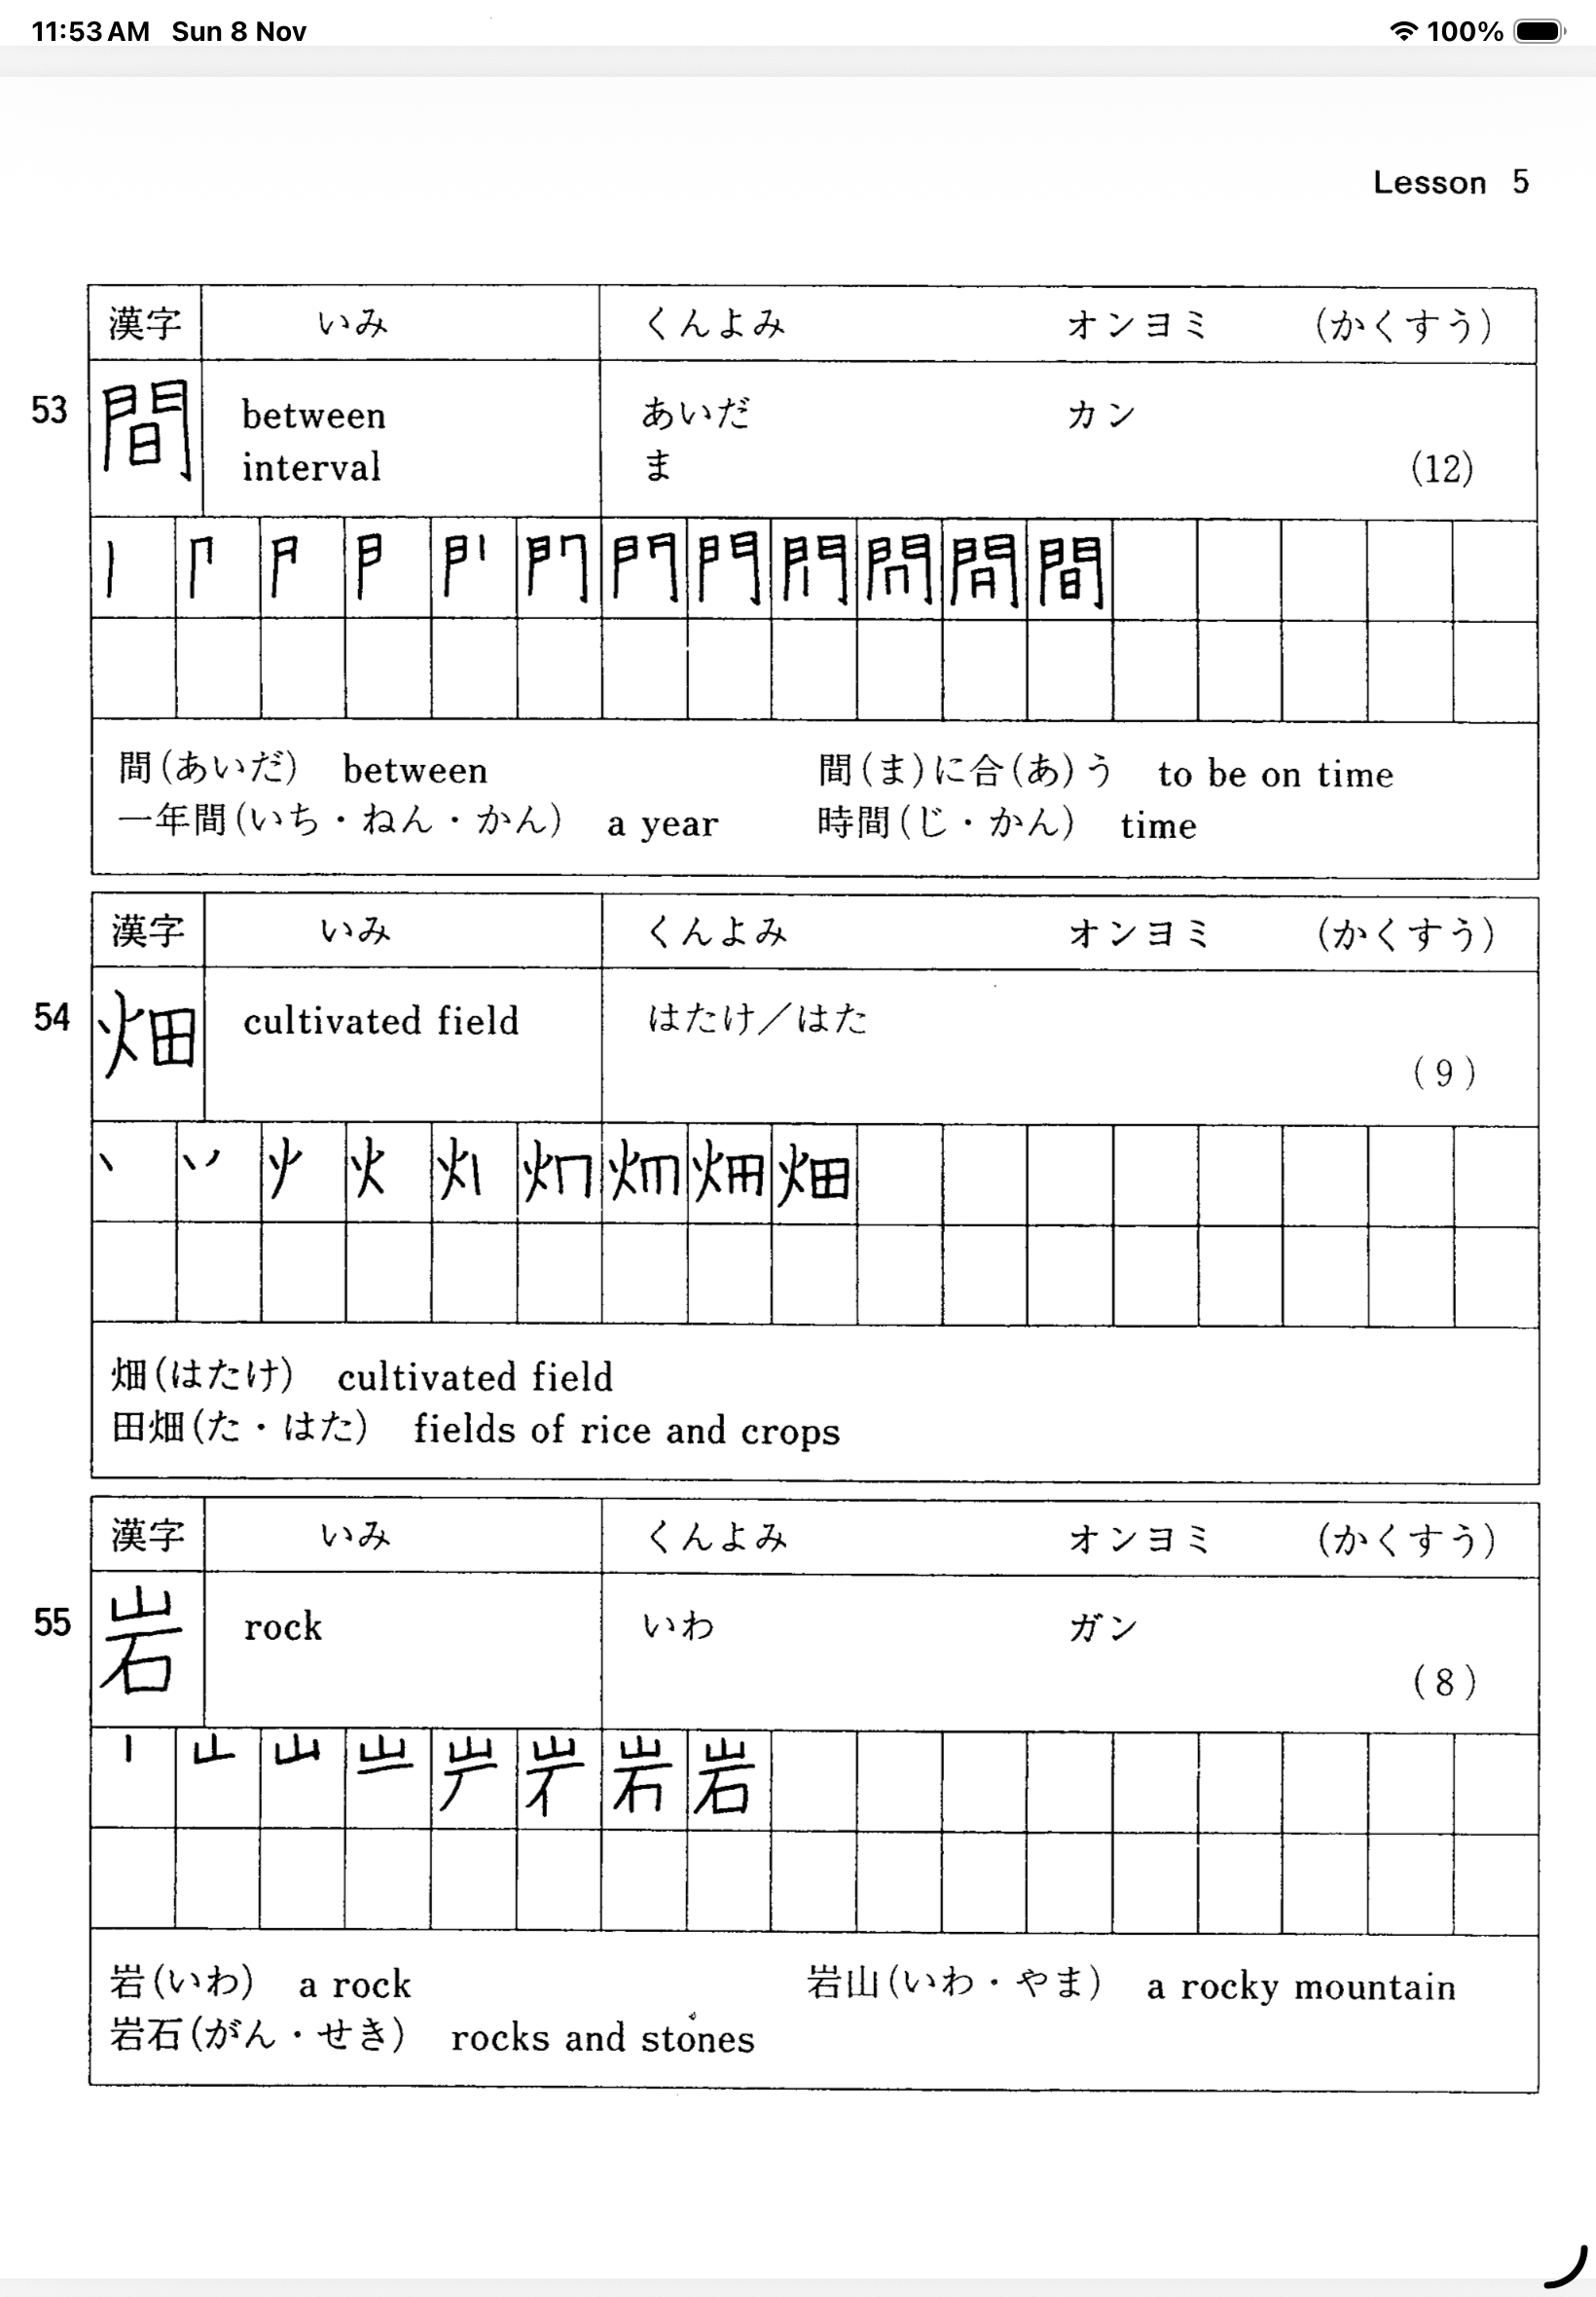 11:53 AM Sun 8 Nov 100%
Lesson 5
漢字 いみ くんよみ オンヨミ (かくすう)
53 間 between あいだ カン
interval ま (12)
間(あいだ) between 間(ま)に合(あ)う to be on time
一年間(いち・ねん・かん) a year 時間(じ・かん) time
漢字 いみ くんよみ オンヨミ (かくすう)
54 畑 cultivated field はたけ/はた
(9)
畑(はたけ) cultivated field
田畑(た・はた) fields of rice and crops
漢字 いみ くんよみ オンヨミ (かくすう)
55 岩 rock いわ ガン
(8)
岩(いわ) a rock 岩山(いわ・やま) a rocky mountain
岩石(がん・せき) rocks and stones